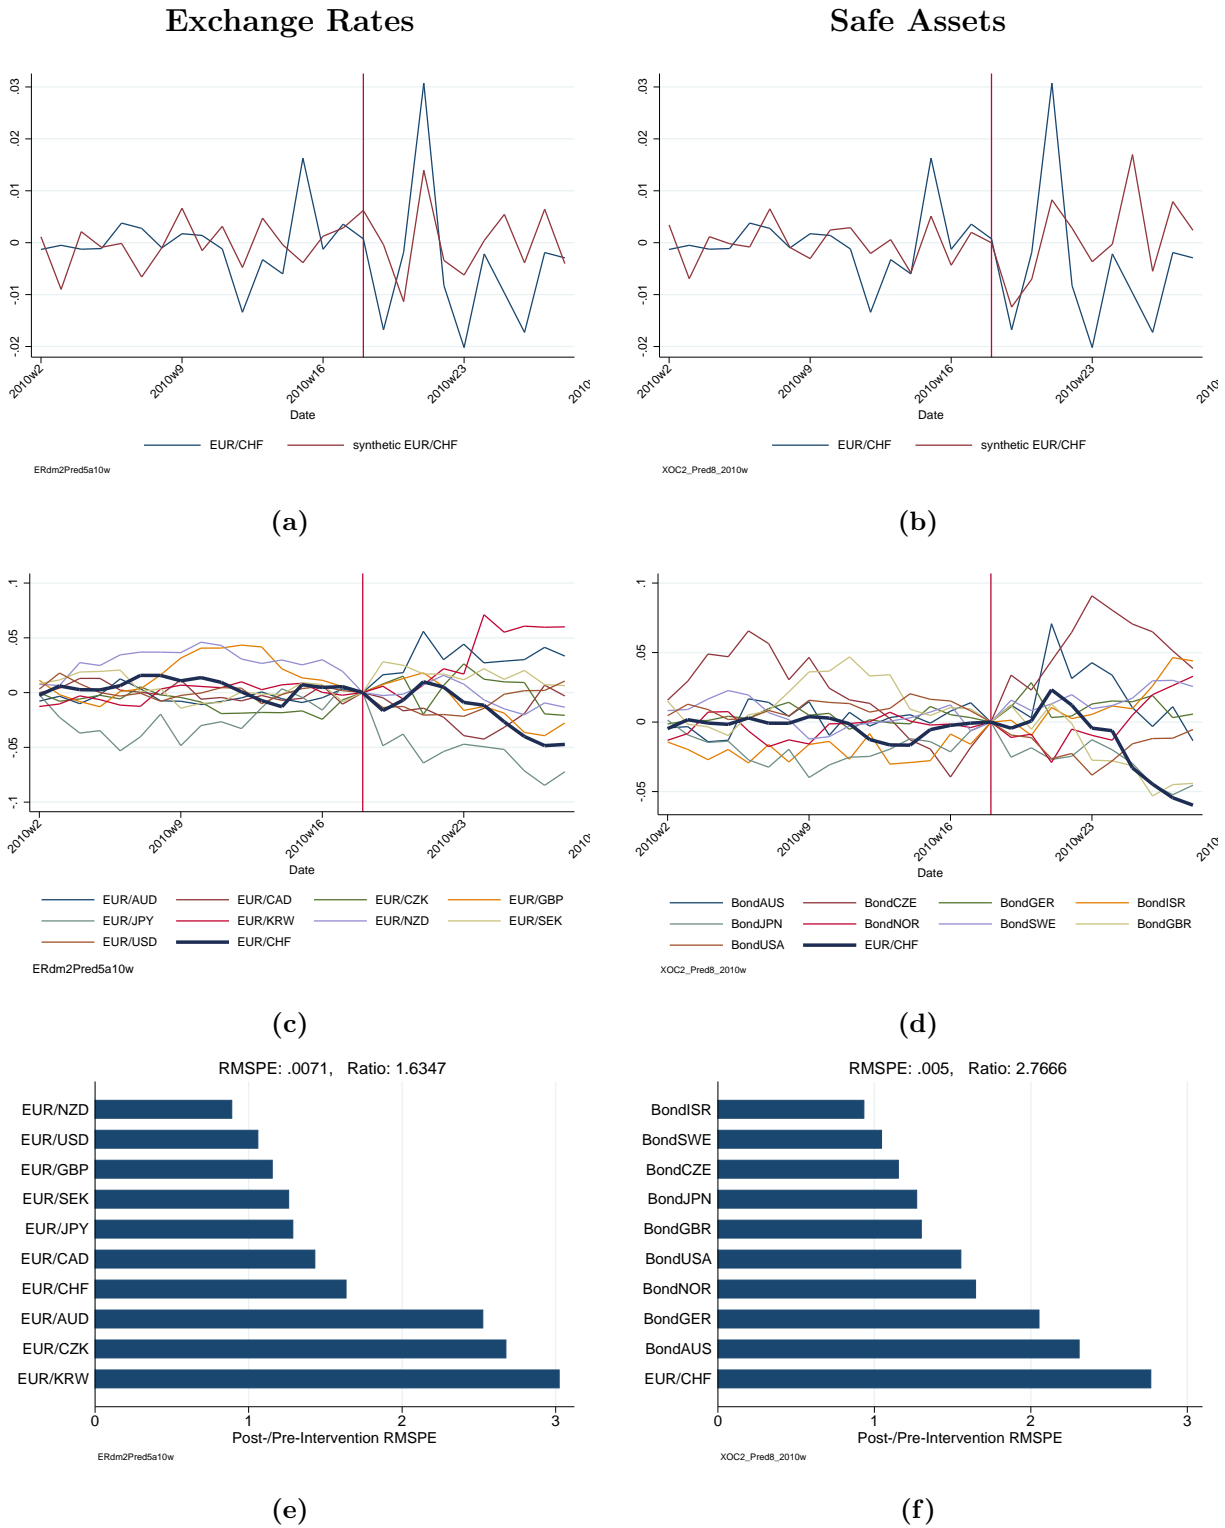 Exchange Rates
Safe Assets
.03
.02
.01
0
-.01
-.02
2010w2
2010w9
2010w16
2010w23
2010
Date
EUR/CHF
synthetic EUR/CHF
ERdm2Pred5a10w
(a)
.03
.02
.01
0
-.01
-.02
2010w2
2010w9
2010w16
2010w23
2010
Date
EUR/CHF
synthetic EUR/CHF
XOC2_Pred8_2010w
(b)
.1
.05
0
-.05
-.1
2010w2
2010w9
2010w16
2010w23
2010
Date
EUR/AUD EUR/CAD EUR/CZK EUR/GBP
EUR/JPY EUR/KRW EUR/NZD EUR/SEK
EUR/USD EUR/CHF
ERdm2Pred5a10w
(c)
.1
.05
0
-.05
2010w2
2010w9
2010w16
2010w23
2010
Date
BondAUS BondCZE BondGER BondISR
BondJPN BondNOR BondSWE BondGBR
BondUSA EUR/CHF
XOC2_Pred8_2010w
(d)
RMSPE: .0071, Ratio: 1.6347
EUR/NZD
EUR/USD
EUR/GBP
EUR/SEK
EUR/JPY
EUR/CAD
EUR/CHF
EUR/AUD
EUR/CZK
EUR/KRW
0 1 2 3
Post-/Pre-Intervention RMSPE
ERdm2Pred5a10w
(e)
RMSPE: .005, Ratio: 2.7666
BondISR
BondSWE
BondCZE
BondJPN
BondGBR
BondUSA
BondNOR
BondGER
BondAUS
EUR/CHF
0 1 2 3
Post-/Pre-Intervention RMSPE
XOC2_Pred8_2010w
(f)